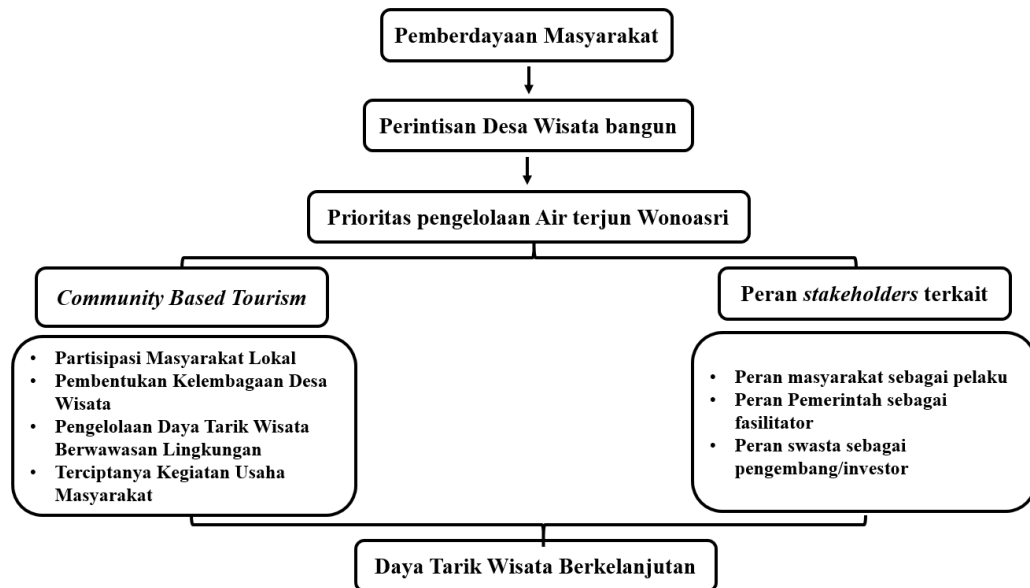 Pemberdayaan Masyarakat
Perintisan Desa Wisata bangun
Prioritas pengelolaan Air terjun Wonoasri
Community Based Tourism
• Partisipasi Masyarakat Lokal
• Pembentukan Kelembagaan Desa
Wisata
• Pengelolaan Daya Tarik Wisata
Berwawasan Lingkungan
• Terciptanya Kegiatan Usaha
Masyarakat
Peran stakeholders terkait
• Peran masyarakat sebagai pelaku
• Peran Pemerintah sebagai
fasilitator
• Peran swasta sebagai
pengembang/investor
Daya Tarik Wisata Berkelanjutan